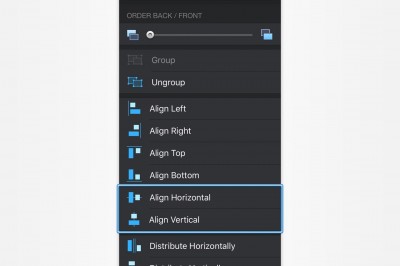 ORDER BACK / FRONT
Group
Ungroup
Align Left
Align Right
Align Top
Align Bottom
Align Horizontal
Align Vertical
Distribute Horizontally